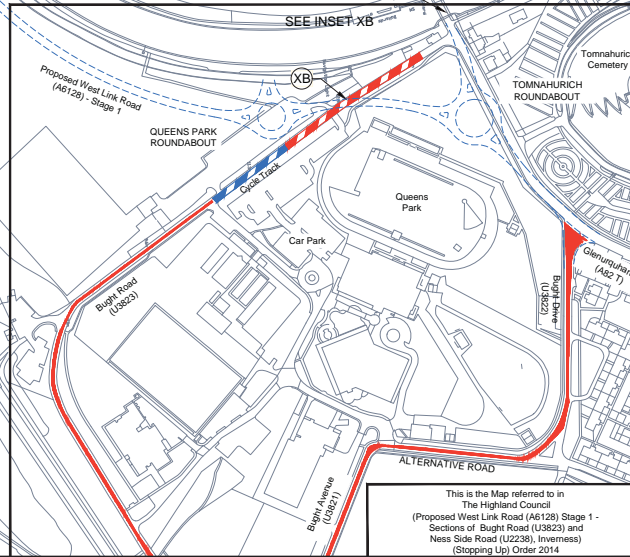 SEE INSET XB
XB
Proposed West Link Road
(A6128) - Stage 1
Tomnahurich
Cemetery
TOMNAHURICH
ROUNDABOUT
QUEENS PARK
ROUNDABOUT
Cycle Track
Queens
Park
Car Park
Glenurquhar
(A82 T)
Bught Drive
(U3822)
Bught Road
(U3823)
ALTERNATIVE ROAD
Bught Avenue
(U3821)
This is the Map referred to in
The Highland Council
(Proposed West Link Road (A6128) Stage 1 -
Sections of Bught Road (U3823) and
Ness Side Road (U2238), Inverness)
(Stopping Up) Order 2014